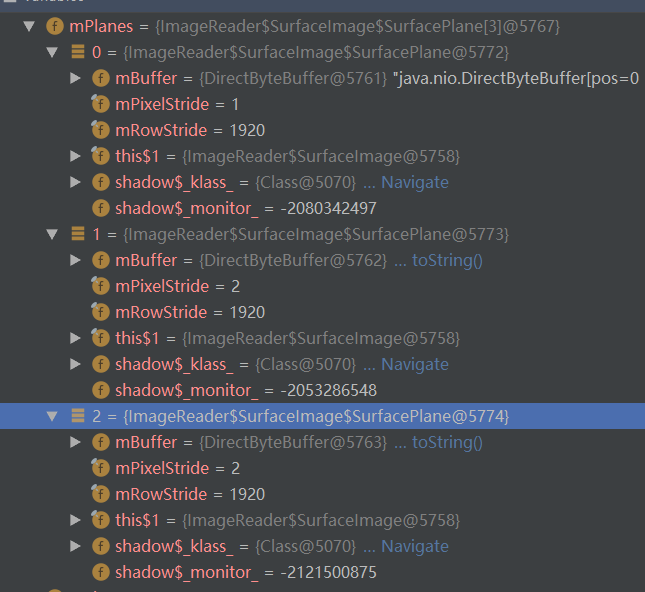 mPlanes = {ImageReader$SurfaceImage$SurfacePlane[3]@5767}
0 = {ImageReader$SurfaceImage$SurfacePlane@5772}
mBuffer = {DirectByteBuffer@5761} "java.nio.DirectByteBuffer[pos=0
mPixelStride = 1
mRowStride = 1920
this$1 = {ImageReader$SurfaceImage@5758}
shadow$_klass_ = {Class@5070} ... Navigate
shadow$_monitor_ = -2080342497
1 = {ImageReader$SurfaceImage$SurfacePlane@5773}
mBuffer = {DirectByteBuffer@5762} ... toString()
mPixelStride = 2
mRowStride = 1920
this$1 = {ImageReader$SurfaceImage@5758}
shadow$_klass_ = {Class@5070} ... Navigate
shadow$_monitor_ = -2053286548
2 = {ImageReader$SurfaceImage$SurfacePlane@5774}
mBuffer = {DirectByteBuffer@5763} ... toString()
mPixelStride = 2
mRowStride = 1920
this$1 = {ImageReader$SurfaceImage@5758}
shadow$_klass_ = {Class@5070} ... Navigate
shadow$_monitor_ = -2121500875